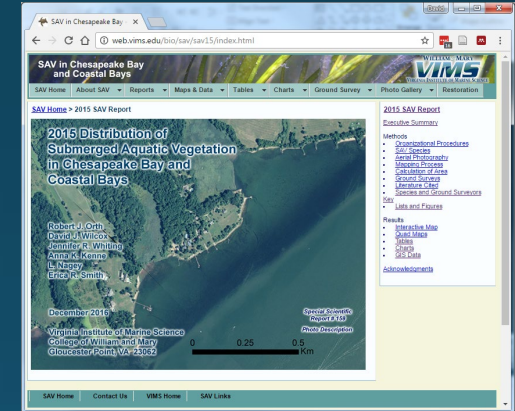 David
SAV in Chesapeake Bay
web.vims.edu/bio/sav/sav15/index.html
SAV in Chesapeake Bay
and Coastal Bays
WILLIAM & MARY
VIMS
VIRGINIA INSTITUTE OF MARINE SCIENCE
SAV Home About SAV Reports Maps & Data Tables Charts Ground Survey Photo Gallery Restoration
SAV Home > 2015 SAV Report
2015 Distribution of
Submerged Aquatic Vegetation
in Chesapeake Bay and
Coastal Bays
Robert J. Orth
David J. Wilcox
Jennifer R. Whiting
Anna K. Kenne
L. Nagey
Erica R. Smith
December 2016
Virginia Institute of Marine Science
College of William and Mary
Gloucester Point, VA 23062
Special Scientific
Report # 159
Photo Description
0 0.25 0.5
Km
2015 SAV Report
Executive Summary
Methods
Organizational Procedures
SAV Species
Aerial Photography
Mapping Process
Calculation of Area
Ground Surveys
Literature Cited
Species and Ground Surveyors
Key
Lists and Figures
Results
Interactive Map
Quad Maps
Tables
Charts
GIS Data
Acknowledgments
SAV Home Contact Us VIMS Home SAV Links